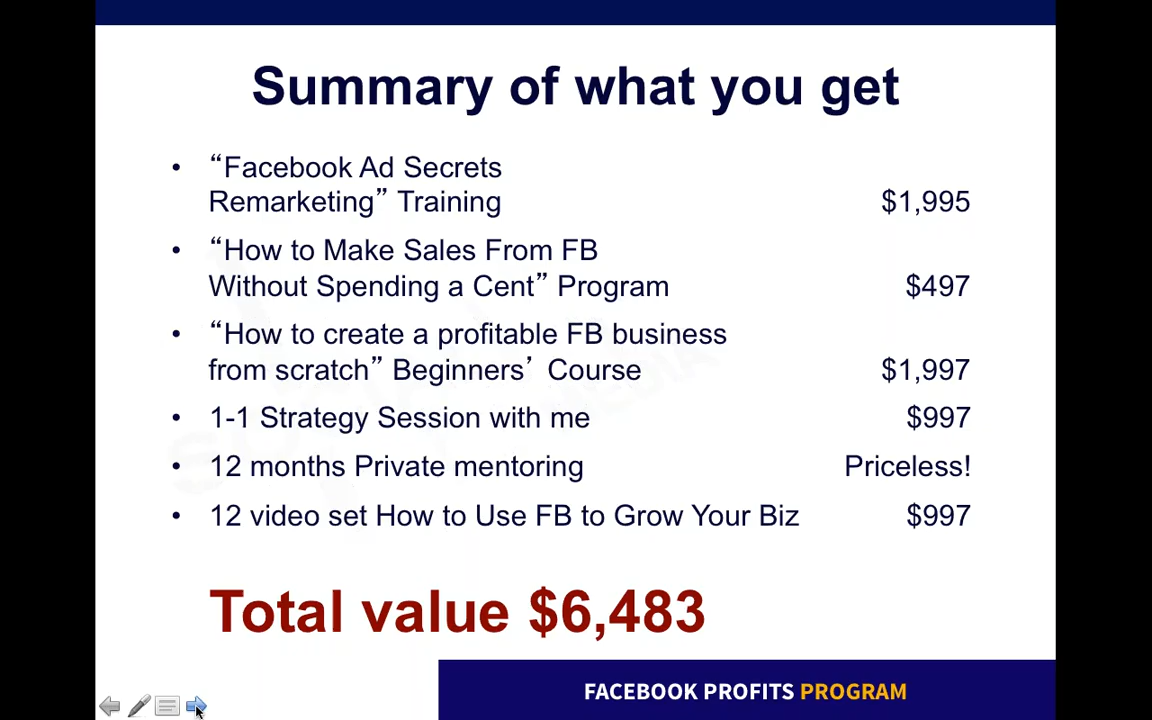 Summary of what you get
• “Facebook Ad Secrets
Remarketing” Training $1,995
• “How to Make Sales From FB
Without Spending a Cent” Program $497
• “How to create a profitable FB business
from scratch” Beginners’ Course $1,997
• 1-1 Strategy Session with me $997
• 12 months Private mentoring Priceless!
• 12 video set How to Use FB to Grow Your Biz $997
Total value $6,483
FACEBOOK PROFITS PROGRAM